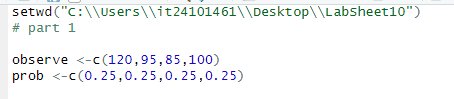 setwd("C:\\Users\\it24101461\\Desktop\\LabSheet10")
# part 1
observe <-c(120,95,85,100)
prob <-c(0.25,0.25,0.25,0.25)